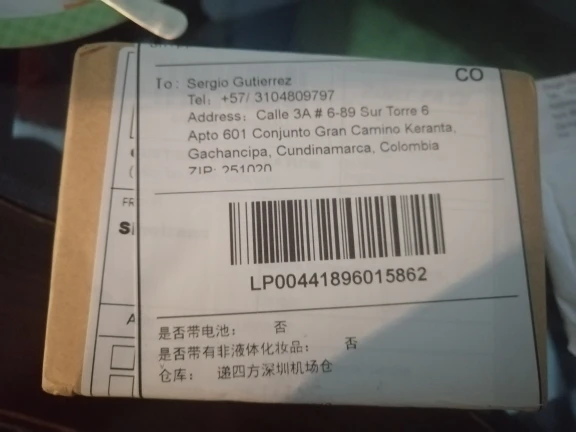 To: Sergio Gutierrez
CO
Tel: +57/ 3104809797
Address: Calle 3A # 6-89 Sur Torre 6
Apto 601 Conjunto Gran Camino Keranta,
Gachancipa, Cundinamarca, Colombia
ZIP: 251020
LP00441896015862
是否带电池： 否
是否带有非液体化妆品： 否
仓库： 递四方深圳机场仓
FR